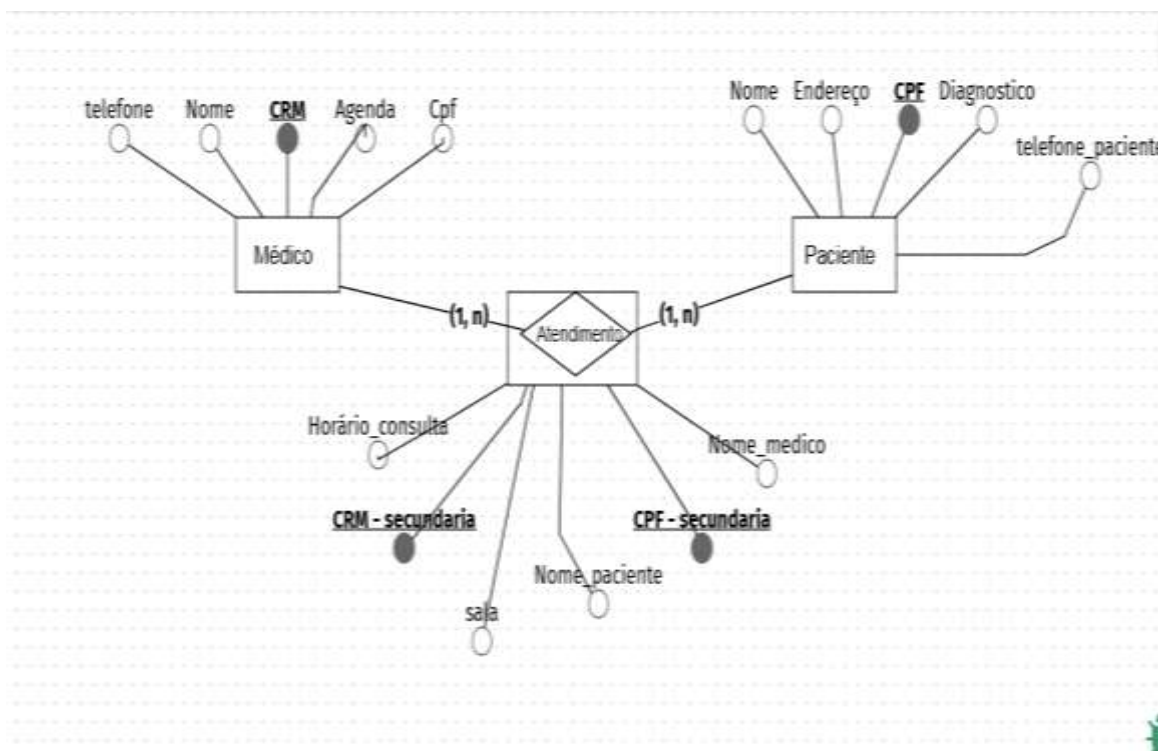 Nome Endereço CPF Diagnostico
telefone Nome CRM Agenda Cpf
telefone_paciente
Médico
Paciente
(1, n)
(1, n)
Atendimento
Horário_consulta
Nome_medico
CRM - secundaria
CPF - secundaria
Nome_paciente
sala